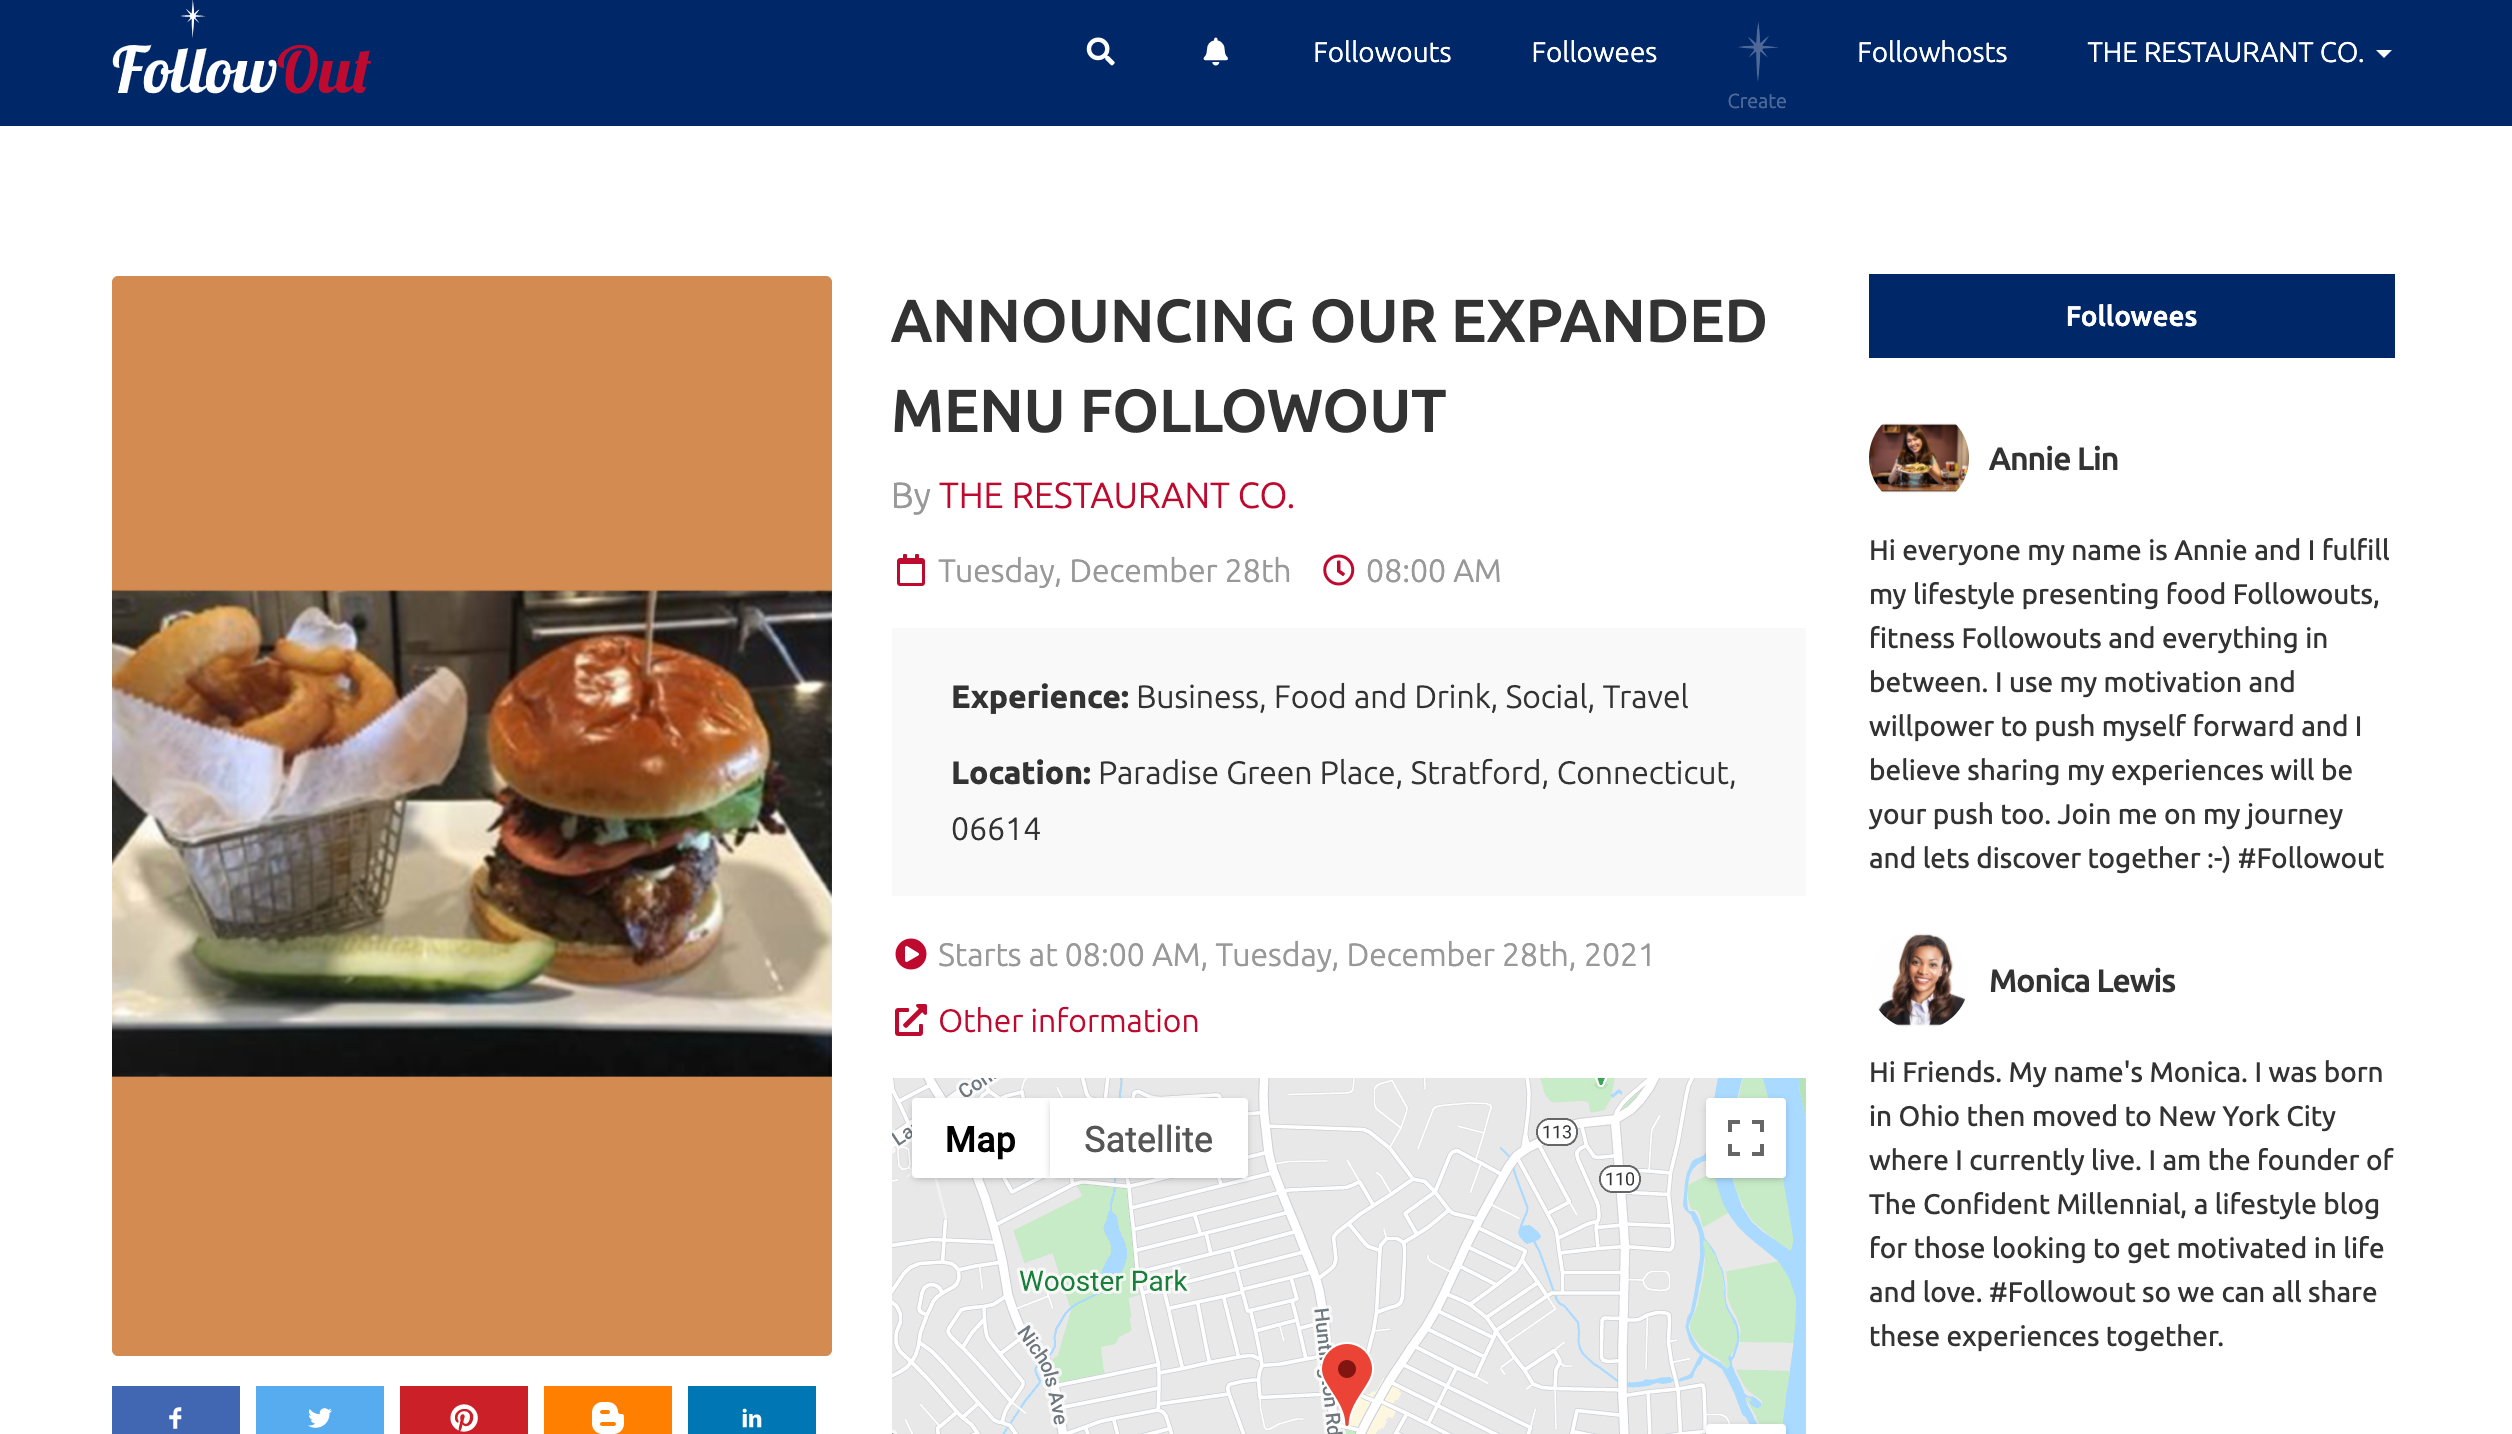 FollowOut
Followouts
Followees
Create
Followhosts
THE RESTAURANT CO.
ANNOUNCING OUR EXPANDED
MENU FOLLOWOUT
By THE RESTAURANT CO.
Tuesday, December 28th 08:00 AM
Experience: Business, Food and Drink, Social, Travel
Location: Paradise Green Place, Stratford, Connecticut,
06614
Starts at 08:00 AM, Tuesday, December 28th, 2021
Other information
Map
Satellite
113
110
Wooster Park
Nichols Ave
Followees
Annie Lin
Hi everyone my name is Annie and I fulfill
my lifestyle presenting food Followouts,
fitness Followouts and everything in
between. I use my motivation and
willpower to push myself forward and I
believe sharing my experiences will be
your push too. Join me on my journey
and lets discover together :-) #Followout
Monica Lewis
Hi Friends. My name's Monica. I was born
in Ohio then moved to New York City
where I currently live. I am the founder of
The Confident Millennial, a lifestyle blog
for those looking to get motivated in life
and love. #Followout so we can all share
these experiences together.